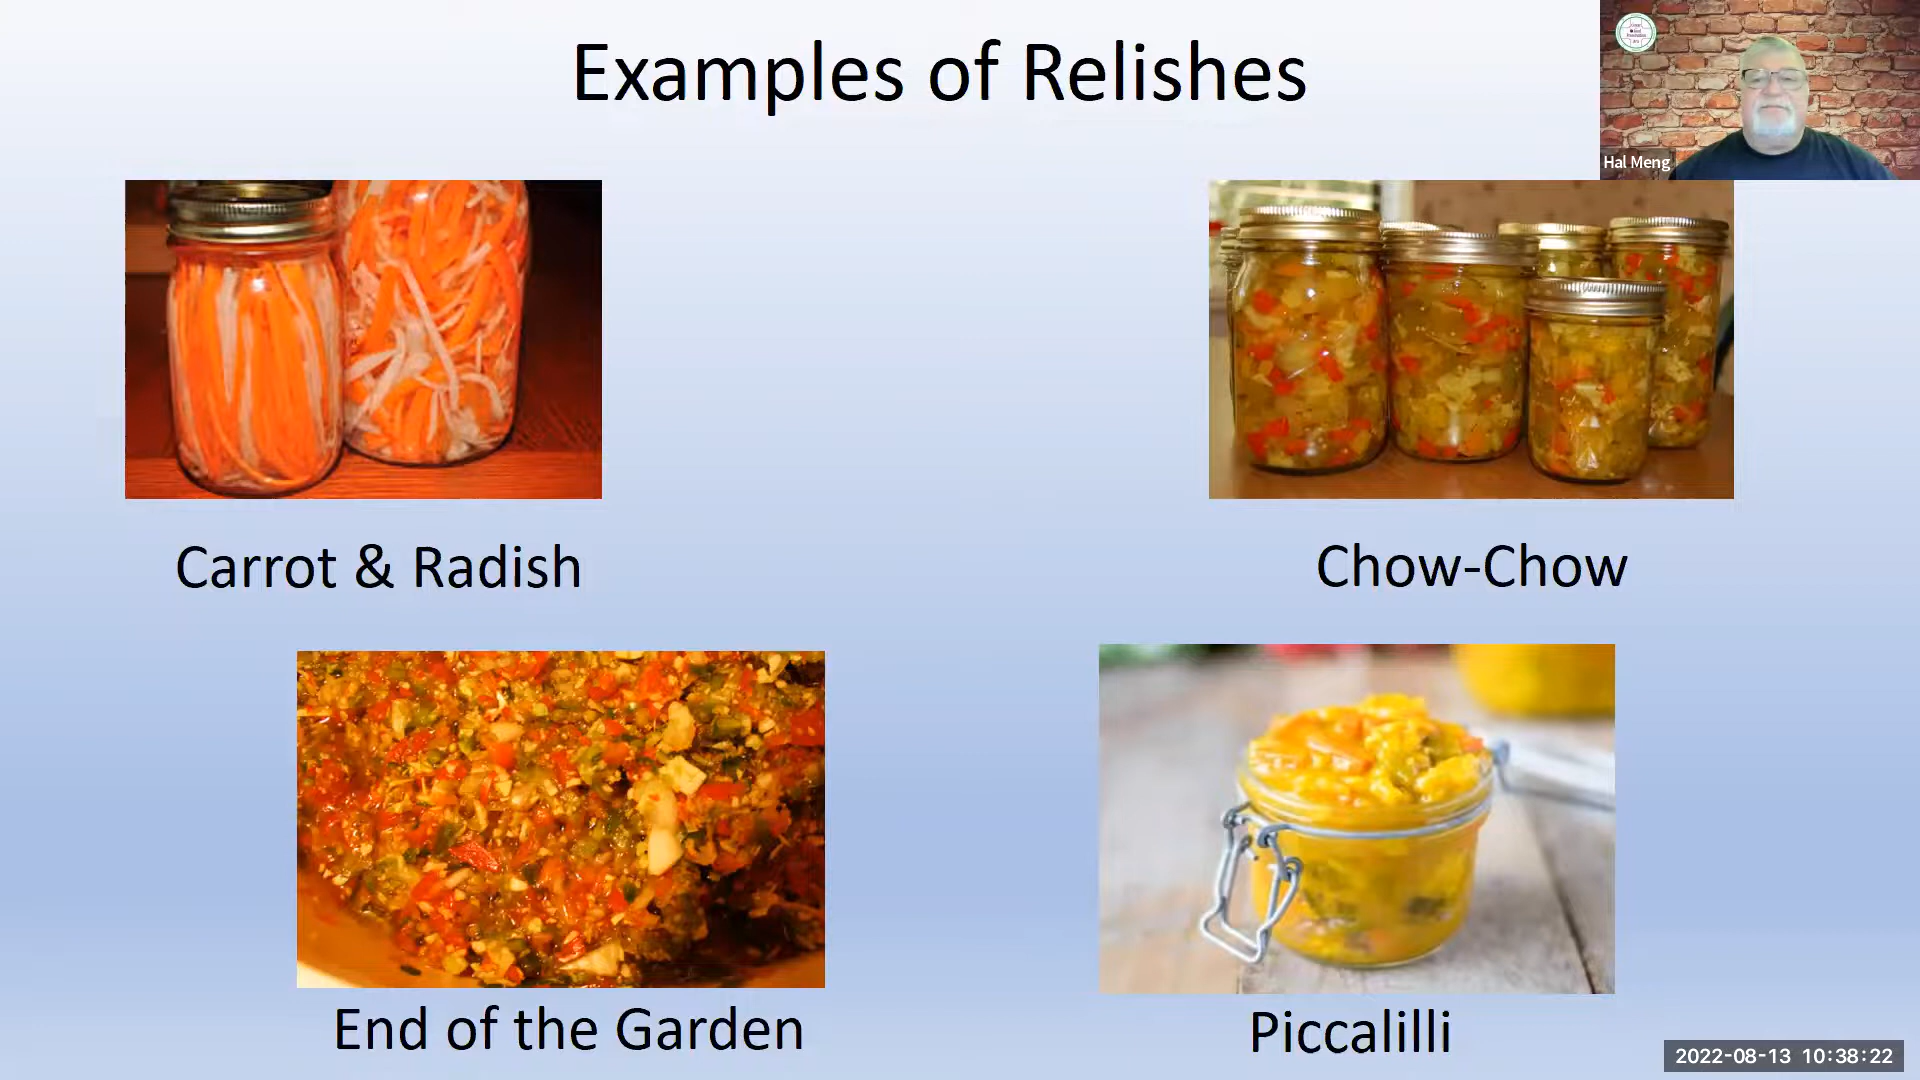 Examples of Relishes
Hal Meng
Carrot & Radish
Chow-Chow
End of the Garden
Piccalilli
2022-08-13 10:38:22